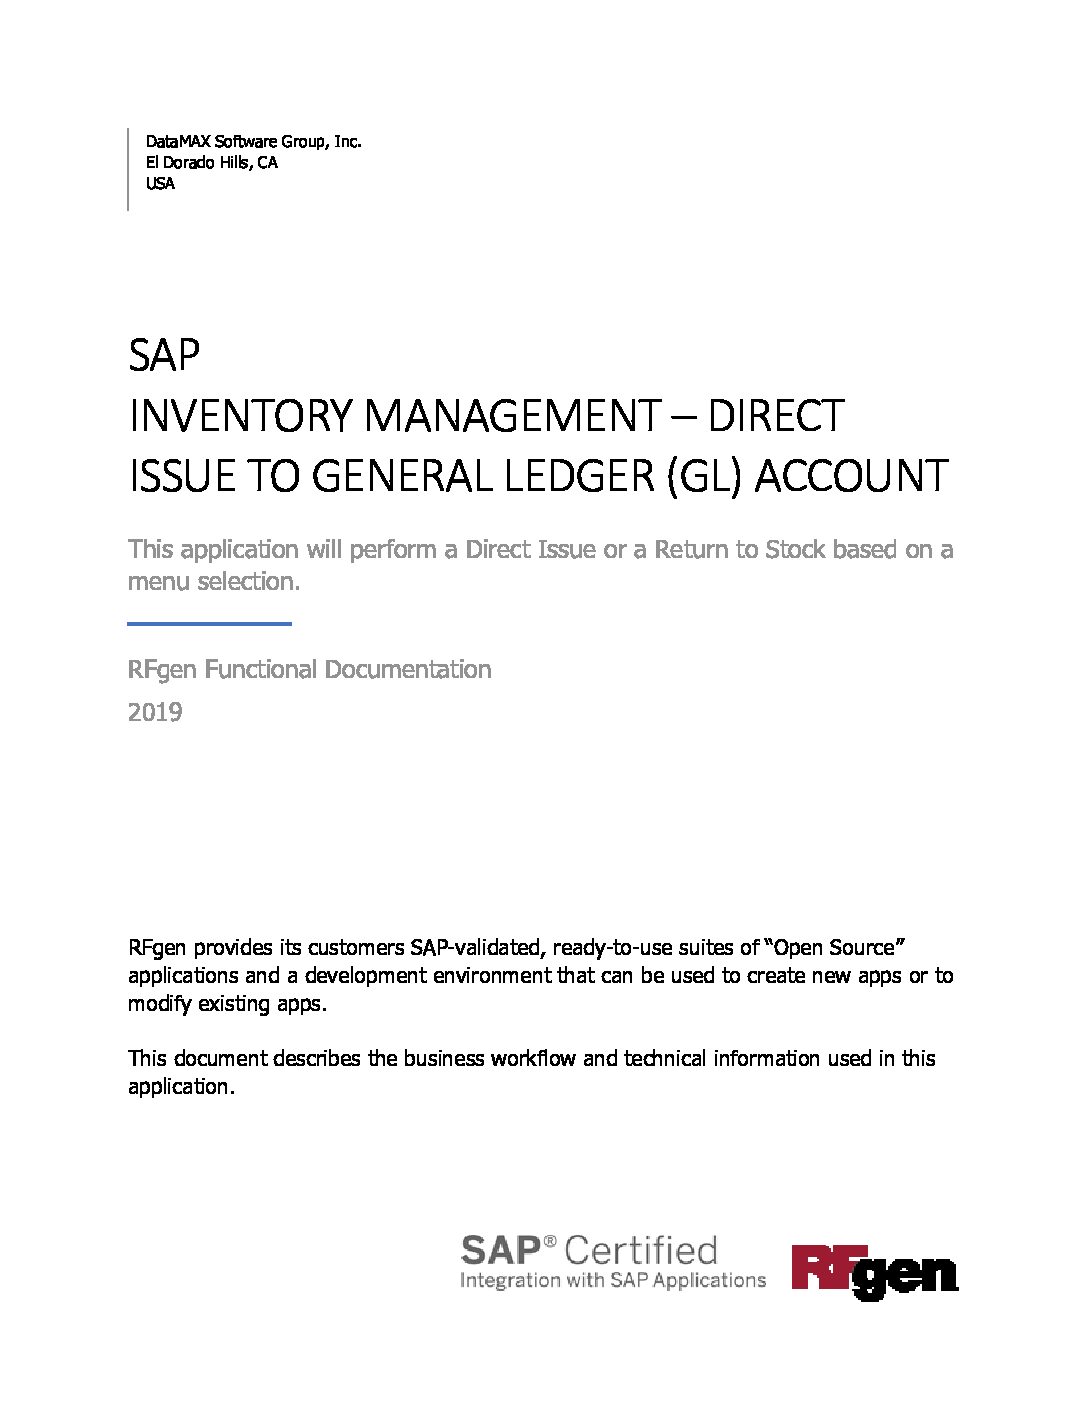 DataMAX Software Group, Inc.
El Dorado Hills, CA
USA
SAP
INVENTORY MANAGEMENT – DIRECT
ISSUE TO GENERAL LEDGER (GL) ACCOUNT
This application will perform a Direct Issue or a Return to Stock based on a
menu selection.
RFgen Functional Documentation
2019
RFgen provides its customers SAP-validated, ready-to-use suites of “Open Source”
applications and a development environment that can be used to create new apps or to
modify existing apps.
This document describes the business workflow and technical information used in this
application.
SAP® Certified
Integration with SAP Applications
RFgen